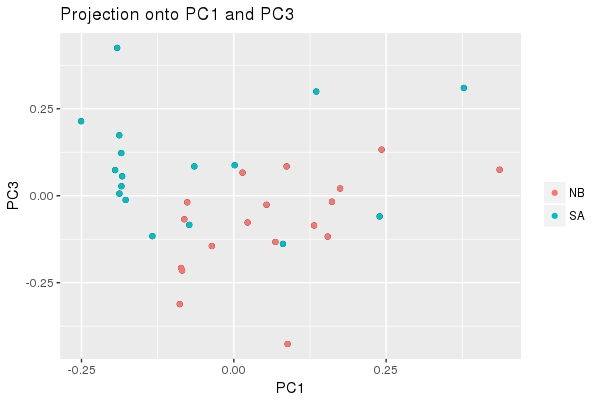 Projection onto PC1 and PC3
0.25
0.00
-0.25
PC3
-0.25 0.00 0.25
PC1
NB
SA